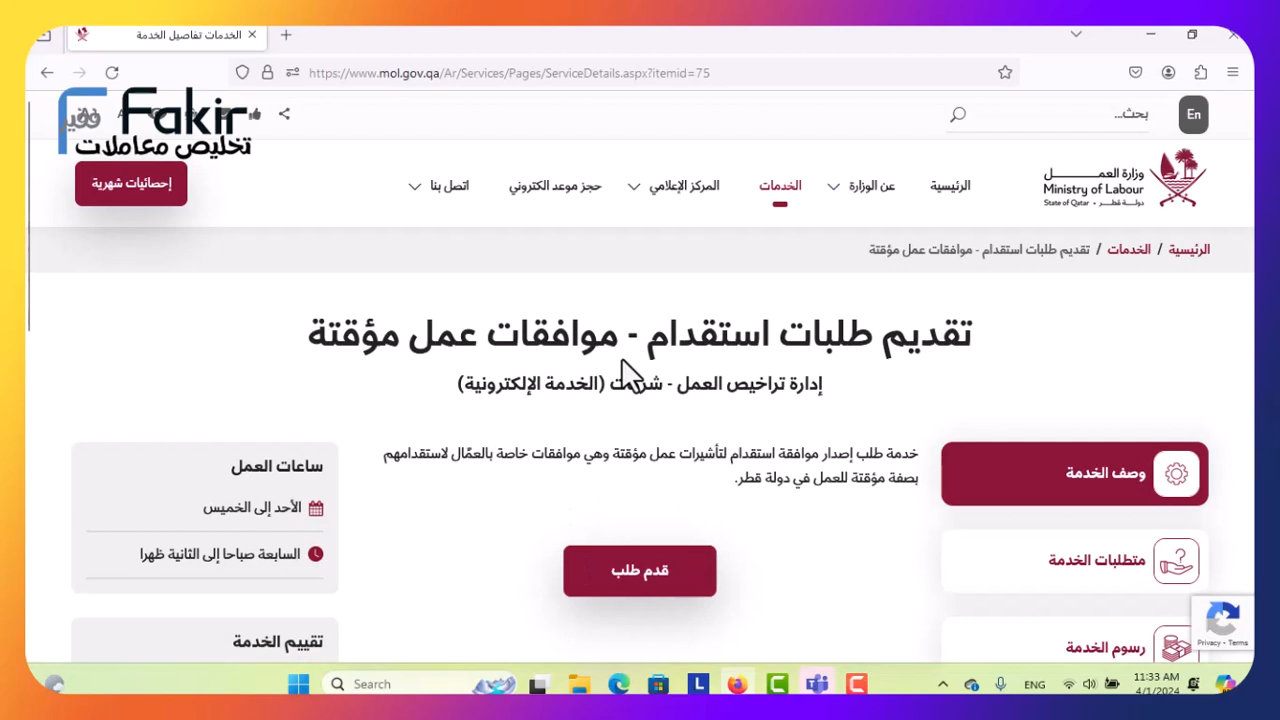 الخدمات تفاصيل الخدمة
https://www.mol.gov.qa/Ar/Services/Pages/ServiceDetails.aspx?itemid=75
Fakir
فقير
تخليص معاملات
بحث...
En
وزارة العمــــل
Ministry of Labour
State of Qatar • دولة قطر
الرئيسية
عن الوزارة
الخدمات
المركز الإعلامي
حجز موعد الكتروني
اتصل بنا
إحصائيات شهرية
الرئيسية / الخدمات / تقديم طلبات استقدام - موافقات عمل مؤقتة
تقديم طلبات استقدام - موافقات عمل مؤقتة
إدارة تراخيص العمل - (الخدمة الإلكترونية)
وصف الخدمة
متطلبات الخدمة
رسوم الخدمة
خدمة طلب إصدار موافقة استقدام لتأشيرات عمل مؤقتة وهي موافقات خاصة بالعمّال لاستقدامهم
بصفة مؤقتة للعمل في دولة قطر.
قدم طلب
ساعات العمل
الأحد إلى الخميس
السابعة صباحا إلى الثانية ظهرا
تقييم الخدمة
Privacy - Terms
Search
ENG
11:33 AM
4/1/2024